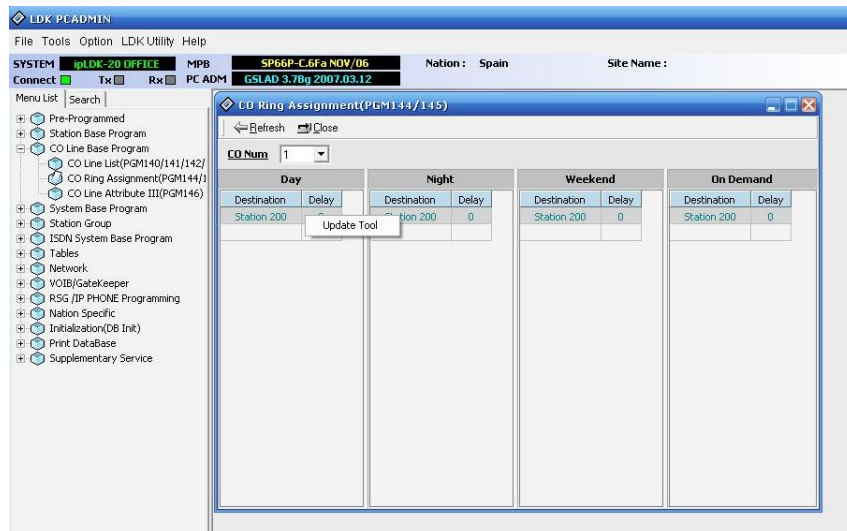 LDK PCADMIN
File Tools Option LDK Utility Help
SYSTEM ipLDK-20 OFFICE MPB SP66P-C.6Fa NOV/06 Nation : Spain Site Name :
Connect Tx Rx PC ADM GSLAD 3.78g 2007.03.12
Menu List Search
Pre-Programmed
Station Base Program
CO Line Base Program
CO Line List(PGM140/141/142/
CO Ring Assignment(PGM144/1
CO Line Attribute III(PGM146)
System Base Program
Station Group
ISDN System Base Program
Tables
Network
VOIB/GateKeeper
RSG /IP PHONE Programming
Nation Specific
Initialization(DB Init)
Print DataBase
Supplementary Service
CO Ring Assignment(PGM144/145)
Refresh Close
CO Num 1
Day Night Weekend On Demand
Destination Delay Destination Delay Destination Delay Destination Delay
Station 200 Station 200 0 Station 200 0 Station 200 0
Update Tool